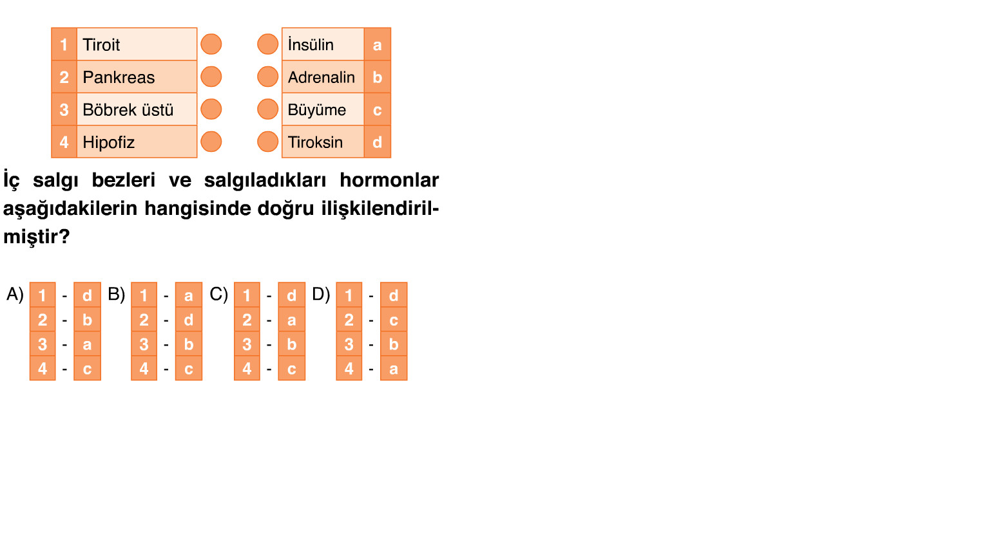 1 Tiroit İnsülin a
2 Pankreas Adrenalin b
3 Böbrek üstü Büyüme c
4 Hipofiz Tiroksin d
İç salgı bezleri ve salgıladıkları hormonlar
aşağıdakilerin hangisinde doğru ilişkilendiril-
miştir?
A) 1 - d B) 1 - a C) 1 - d D) 1 - d
2 - b 2 - d 2 - a 2 - c
3 - a 3 - b 3 - b 3 - b
4 - c 4 - c 4 - c 4 - a